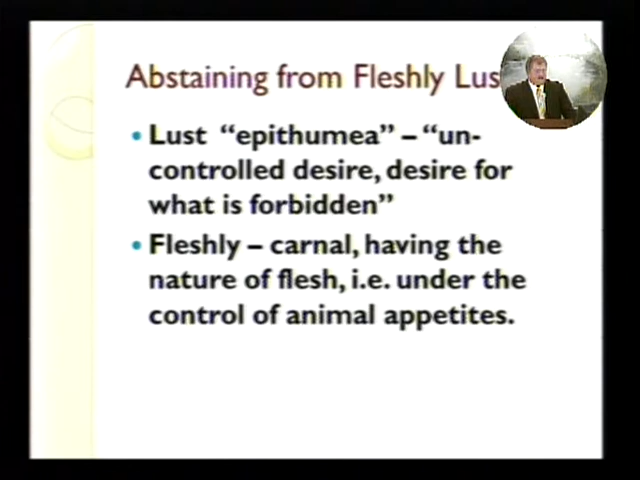 Abstaining from Fleshly Lus
• Lust “epithumea” – “un-
controlled desire, desire for
what is forbidden”
• Fleshly – carnal, having the
nature of flesh, i.e. under the
control of animal appetites.